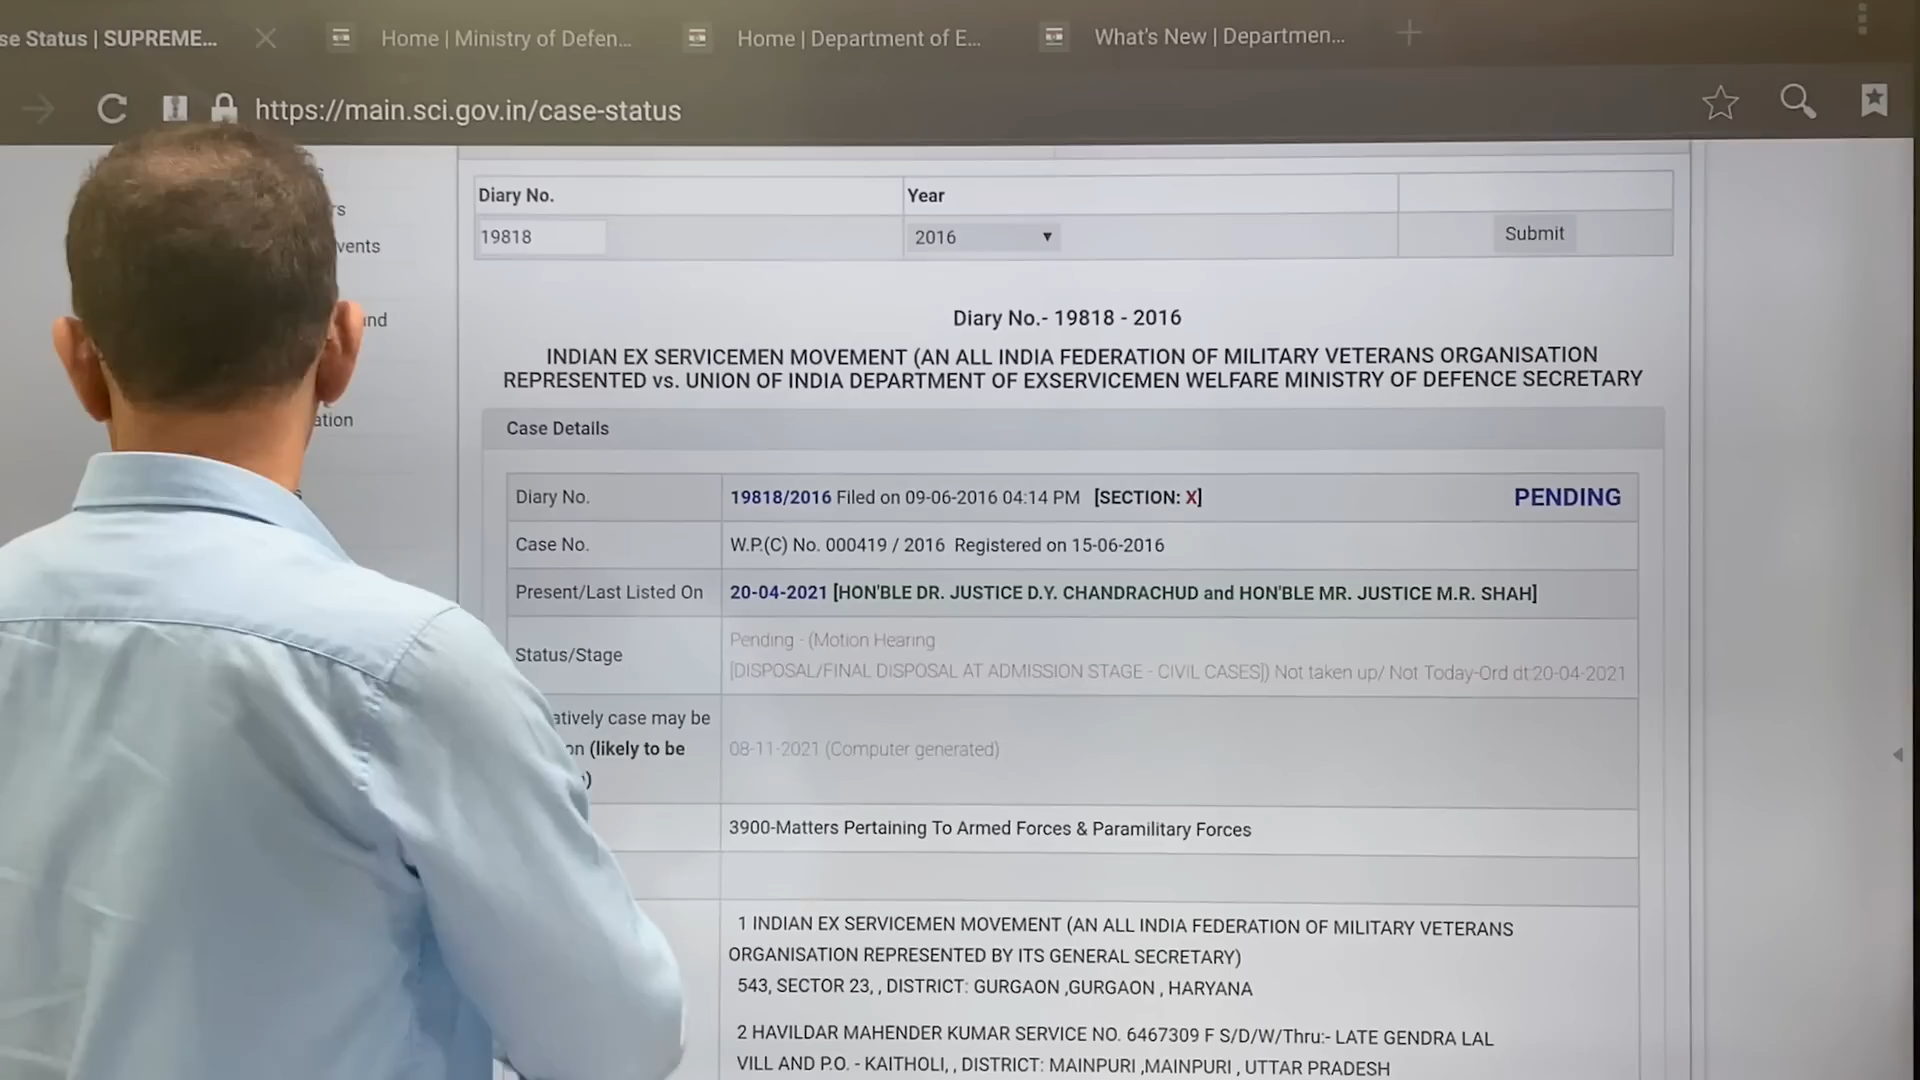 se Status | SUPREME...
Home | Ministry of Defen...
Home | Department of E...
What's New | Departmen...
https://main.sci.gov.in/case-status
Diary No.
Year
19818
2016
Submit
Diary No.- 19818 - 2016
INDIAN EX SERVICEMEN MOVEMENT (AN ALL INDIA FEDERATION OF MILITARY VETERANS ORGANISATION
REPRESENTED vs. UNION OF INDIA DEPARTMENT OF EXSERVICEMEN WELFARE MINISTRY OF DEFENCE SECRETARY
Case Details
Diary No.
19818/2016 Filed on 09-06-2016 04:14 PM [SECTION: X]
PENDING
Case No.
W.P.(C) No. 000419 / 2016 Registered on 15-06-2016
Present/Last Listed On
20-04-2021 [HON'BLE DR. JUSTICE D.Y. CHANDRACHUD and HON'BLE MR. JUSTICE M.R. SHAH]
Status/Stage
Pending - (Motion Hearing
[DISPOSAL/FINAL DISPOSAL AT ADMISSION STAGE - CIVIL CASES]) Not taken up/ Not Today-Ord dt 20-04-2021
atively case may be
on (likely to be
)
08-11-2021 (Computer generated)
3900-Matters Pertaining To Armed Forces & Paramilitary Forces
1 INDIAN EX SERVICEMEN MOVEMENT (AN ALL INDIA FEDERATION OF MILITARY VETERANS
ORGANISATION REPRESENTED BY ITS GENERAL SECRETARY)
543, SECTOR 23, , DISTRICT: GURGAON ,GURGAON , HARYANA
2 HAVILDAR MAHENDER KUMAR SERVICE NO. 6467309 F S/D/W/Thru:- LATE GENDRA LAL
VILL AND P.O. - KAITHOLI, , DISTRICT: MAINPURI ,MAINPURI , UTTAR PRADESH